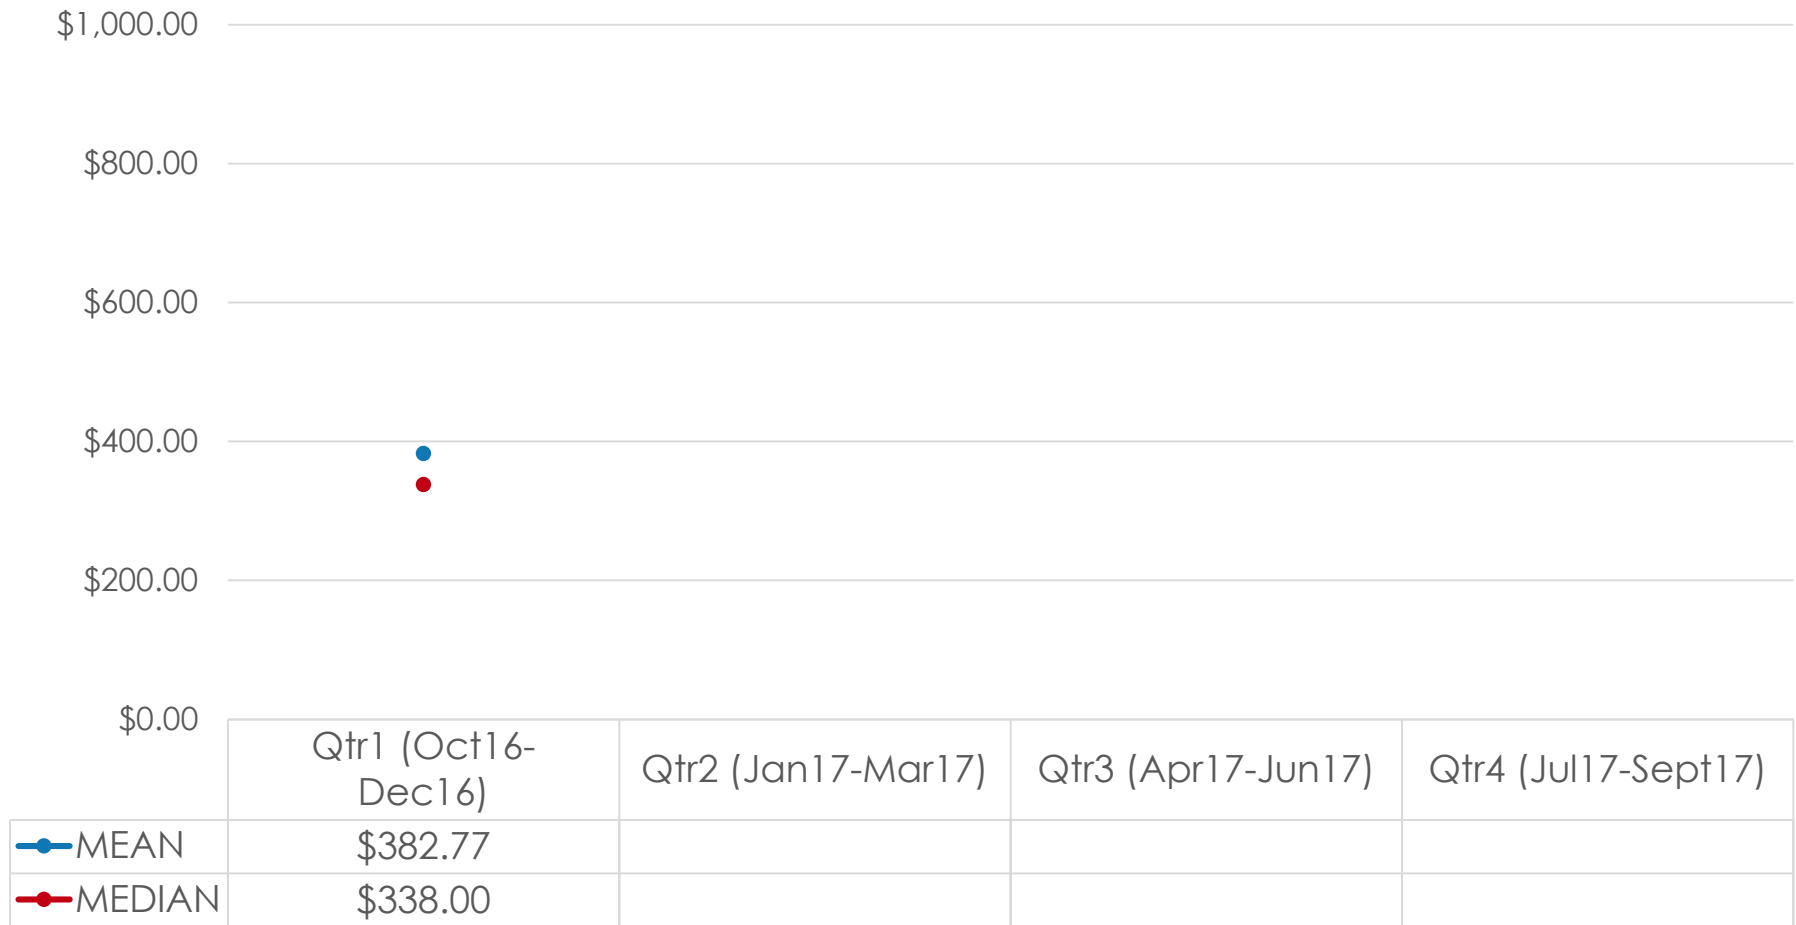 $1,000.00
$800.00
$600.00
$400.00
$200.00
$0.00
Qtr1 (Oct16-
Dec16)
Qtr2 (Jan17-Mar17)
Qtr3 (Apr17-Jun17)
Qtr4 (Jul17-Sept17)
MEAN $382.77
MEDIAN $338.00